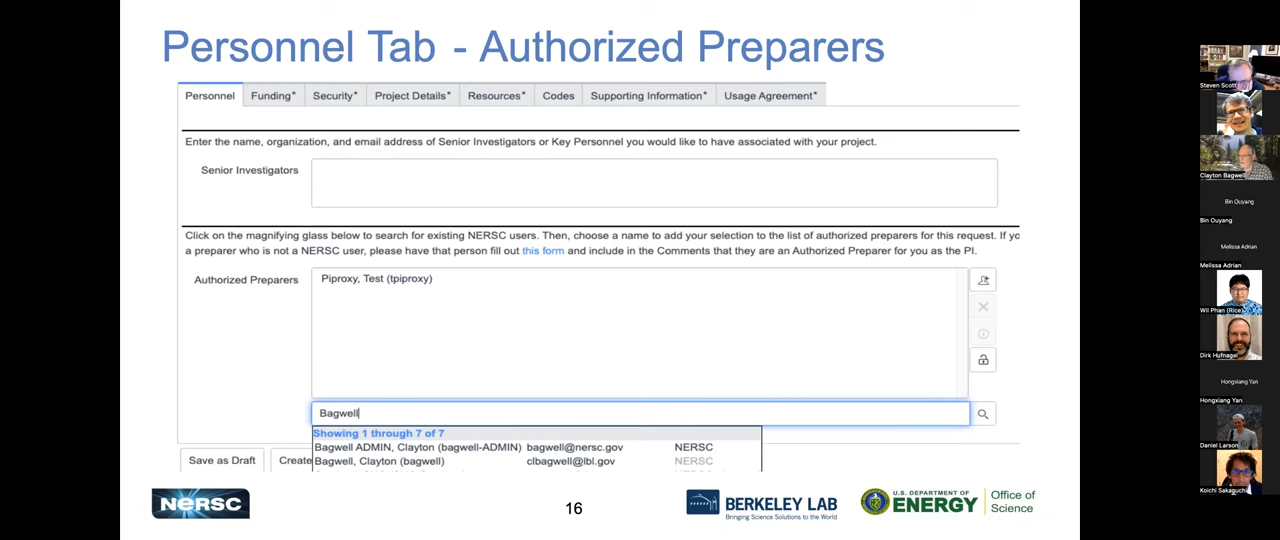 Personnel Tab - Authorized Preparers
Personnel Funding* Security* Project Details* Resources* Codes Supporting Information* Usage Agreement*
Enter the name, organization, and email address of Senior Investigators or Key Personnel you would like to have associated with your project.
Senior Investigators
Click on the magnifying glass below to search for existing NERSC users. Then, choose a name to add your selection to the list of authorized preparers for this request. If yo
a preparer who is not a NERSC user, please have that person fill out this form and include in the Comments that they are an Authorized Preparer for you as the PI.
Authorized Preparers
Piproxy, Test (tpiproxy)
Bagwell
Showing 1 through 7 of 7
Bagwell ADMIN, Clayton (bagwell-ADMIN) bagwell@nersc.gov NERSC
Bagwell, Clayton (bagwell) clbagwell@lbl.gov NERSC
Save as Draft Create
NERSC
16
BERKELEY LAB
Bringing Science Solutions to the World
U.S. DEPARTMENT OF
ENERGY
Office of
Science
Steven Scott
Clayton Bagwell
Bin Ouyang
Bin Ouyang
Melissa Adrian
Melissa Adrian
Wil Phan (Rice)
Dirk Hufnagel
Hongxiang Yan
Hongxiang Yan
Daniel Larson
Koichi Sakaguchi